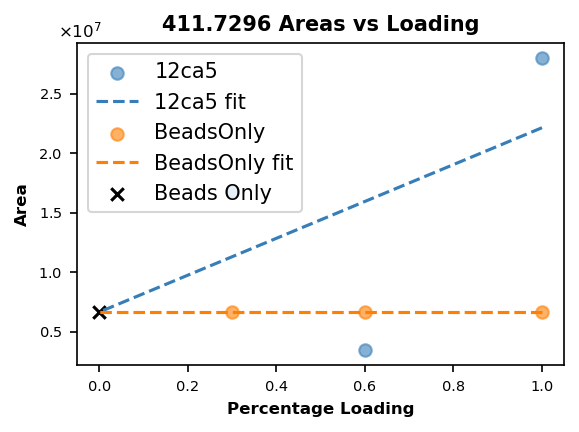 411.7296 Areas vs Loading
×10⁷
12ca5
12ca5 fit
BeadsOnly
BeadsOnly fit
Beads Only
2.5
2.0
1.5
1.0
0.5
Area
0.0 0.2 0.4 0.6 0.8 1.0
Percentage Loading